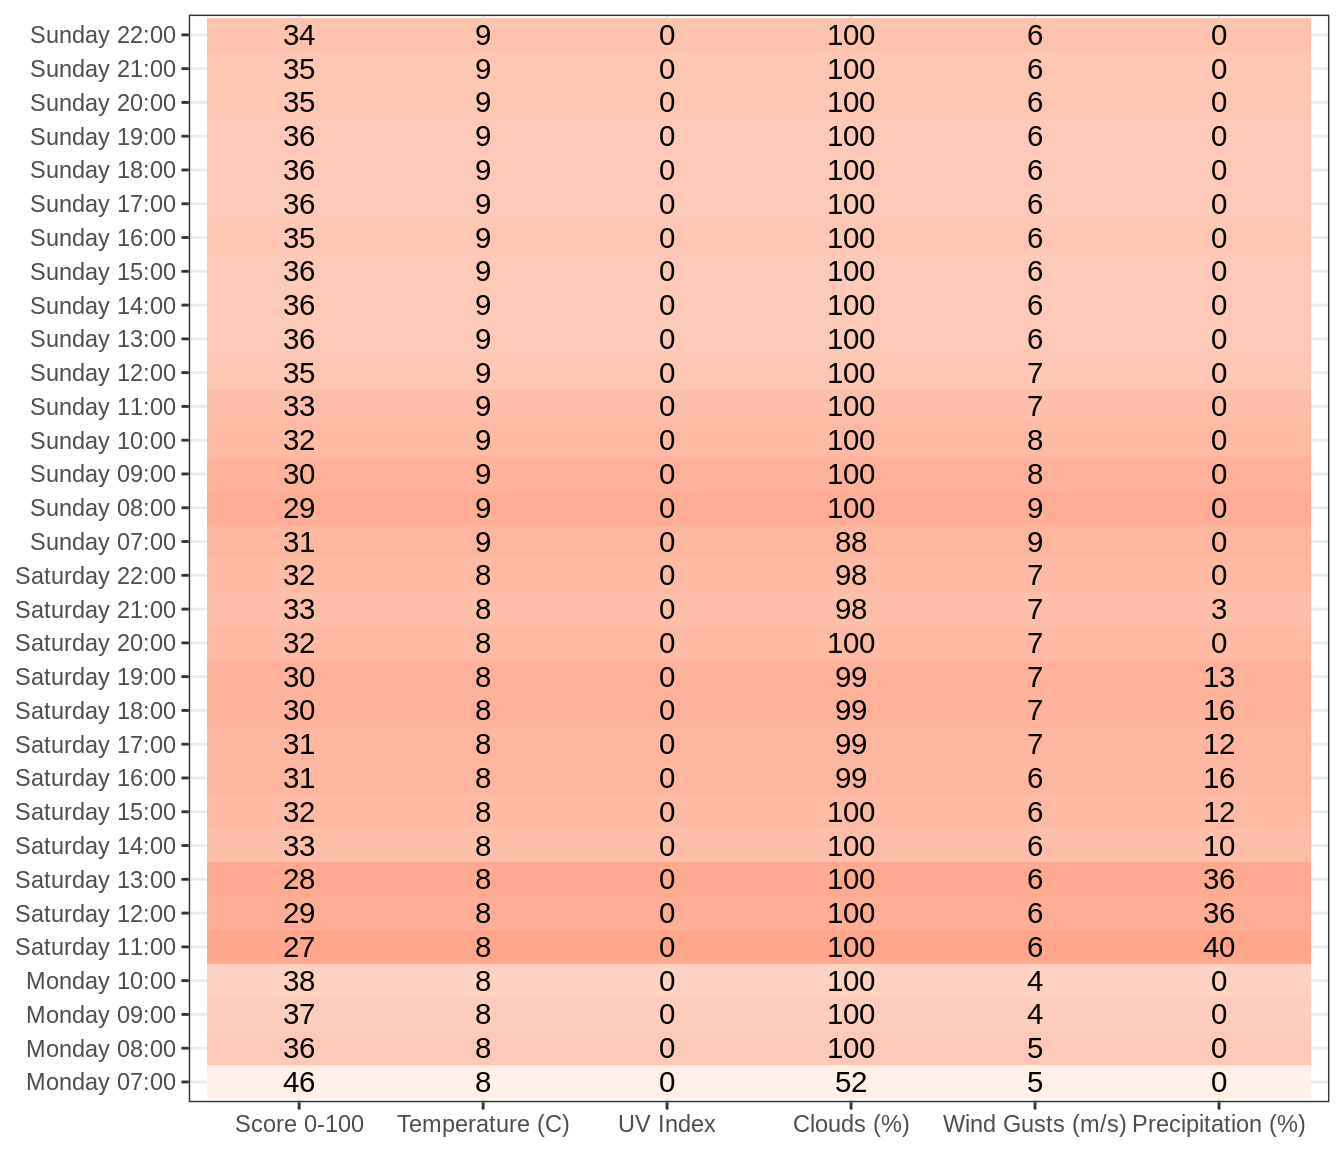 Sunday 22:00 34 9 0 100 6 0
Sunday 21:00 35 9 0 100 6 0
Sunday 20:00 35 9 0 100 6 0
Sunday 19:00 36 9 0 100 6 0
Sunday 18:00 36 9 0 100 6 0
Sunday 17:00 36 9 0 100 6 0
Sunday 16:00 35 9 0 100 6 0
Sunday 15:00 36 9 0 100 6 0
Sunday 14:00 36 9 0 100 6 0
Sunday 13:00 36 9 0 100 6 0
Sunday 12:00 35 9 0 100 7 0
Sunday 11:00 33 9 0 100 7 0
Sunday 10:00 32 9 0 100 8 0
Sunday 09:00 30 9 0 100 8 0
Sunday 08:00 29 9 0 100 9 0
Sunday 07:00 31 9 0 88 9 0
Saturday 22:00 32 8 0 98 7 0
Saturday 21:00 33 8 0 98 7 3
Saturday 20:00 32 8 0 100 7 0
Saturday 19:00 30 8 0 99 7 13
Saturday 18:00 30 8 0 99 7 16
Saturday 17:00 31 8 0 99 7 12
Saturday 16:00 31 8 0 99 6 16
Saturday 15:00 32 8 0 100 6 12
Saturday 14:00 33 8 0 100 6 10
Saturday 13:00 28 8 0 100 6 36
Saturday 12:00 29 8 0 100 6 36
Saturday 11:00 27 8 0 100 6 40
Monday 10:00 38 8 0 100 4 0
Monday 09:00 37 8 0 100 4 0
Monday 08:00 36 8 0 100 5 0
Monday 07:00 46 8 0 52 5 0
Score 0-100 Temperature (C) UV Index Clouds (%) Wind Gusts (m/s) Precipitation (%)